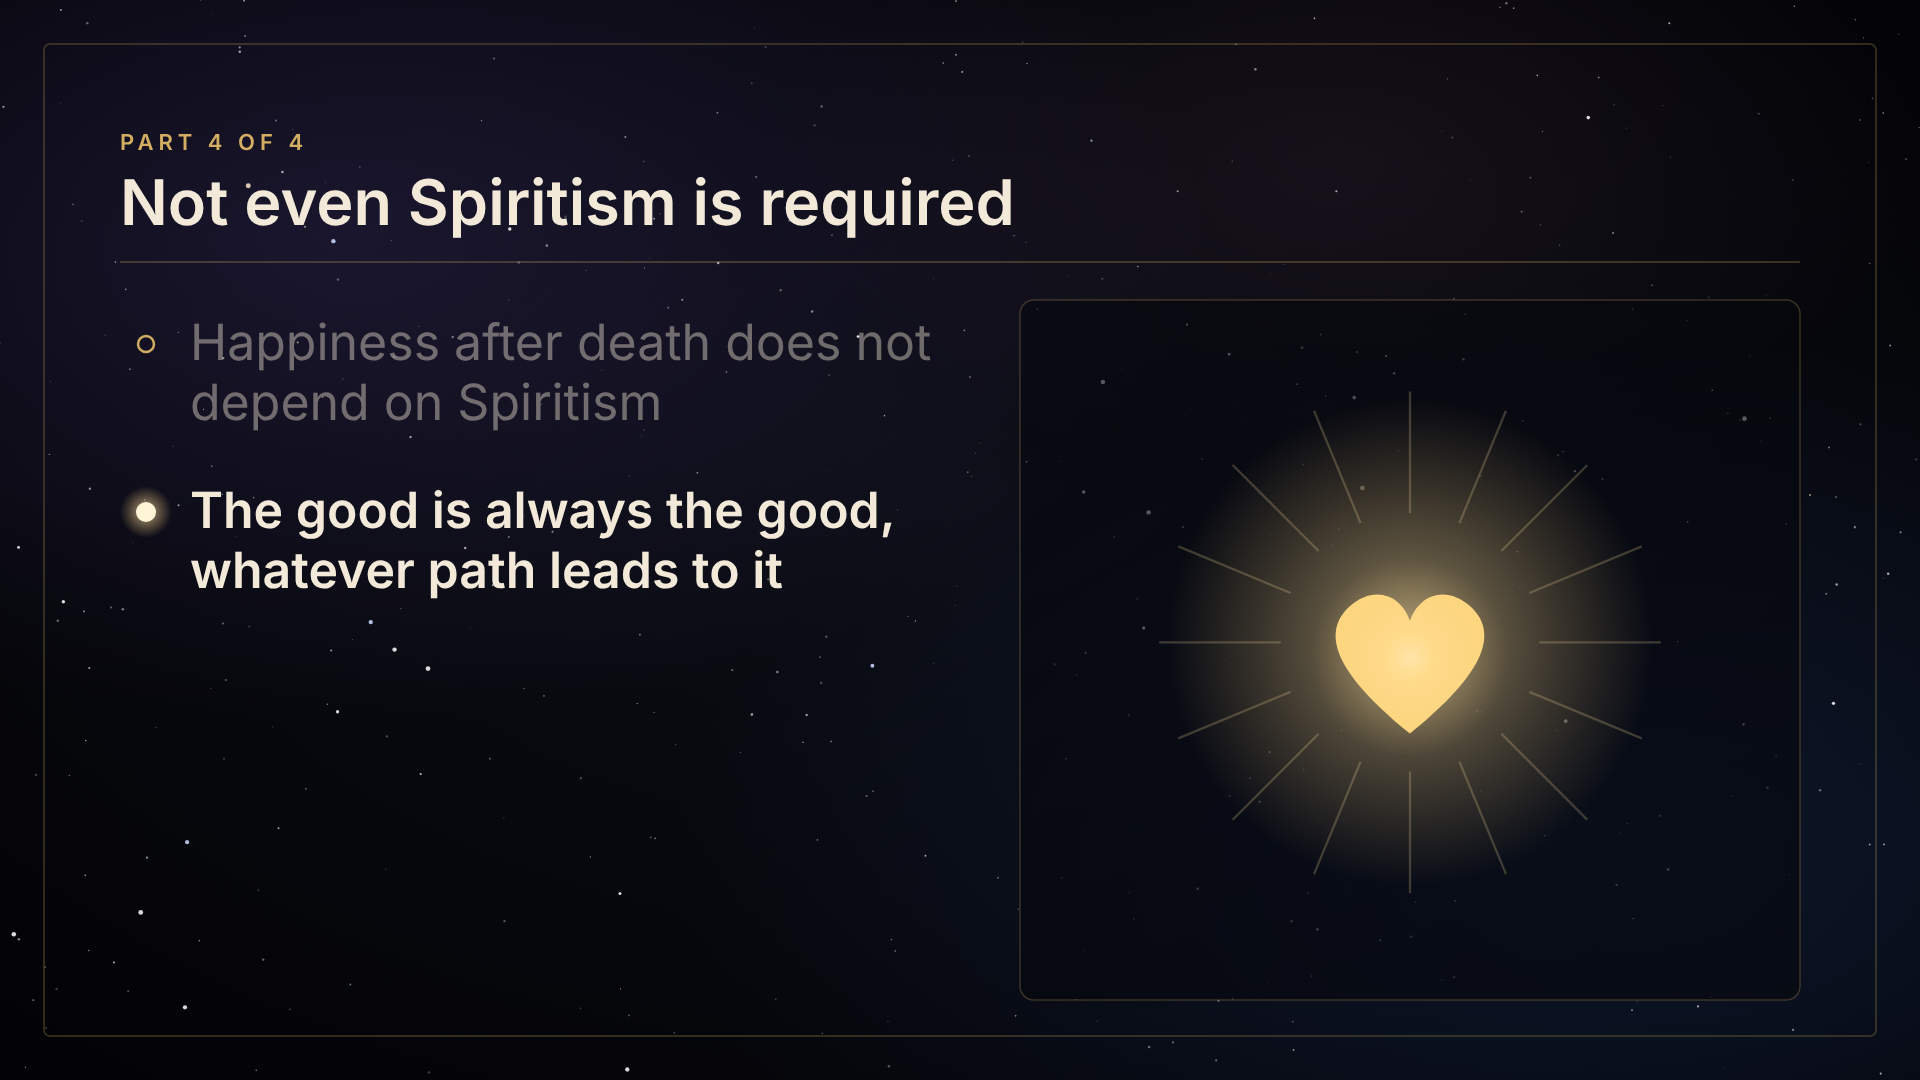 PART 4 OF 4
Not even Spiritism is required
Happiness after death does not
depend on Spiritism
The good is always the good,
whatever path leads to it